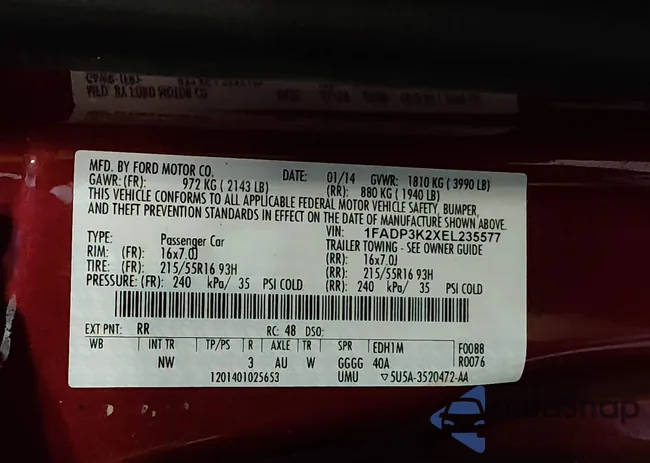 MFD. BY FORD MOTOR CO.
MFD. BY FORD MOTOR CO. DATE: 01/14 GVWR: 1810 KG ( 3990 LB)
GAWR: (FR): 972 KG ( 2143 LB) (RR): 880 KG ( 1940 LB)
THIS VEHICLE CONFORMS TO ALL APPLICABLE FEDERAL MOTOR VEHICLE SAFETY, BUMPER,
AND THEFT PREVENTION STANDARDS IN EFFECT ON THE DATE OF MANUFACTURE SHOWN ABOVE.
VIN: 1FADP3K2XEL235577
TYPE: Passenger Car TRAILER TOWING - SEE OWNER GUIDE
RIM: (FR): 16x7.0J (RR): 16x7.0J
TIRE: (FR): 215/55R16 93H (RR): 215/55R16 93H
PRESSURE: (FR): 240 kPa/ 35 PSI COLD (RR): 240 kPa/ 35 PSI COLD
EXT PNT: RR RC: 48 DSO:
WB INT TR TP/PS R AXLE TR SPR EDH1M F0088
NW 3 AU W GGGG 40A R0076
1201401025653 UMU ▽5U5A-3520472-AA
AutoSnap